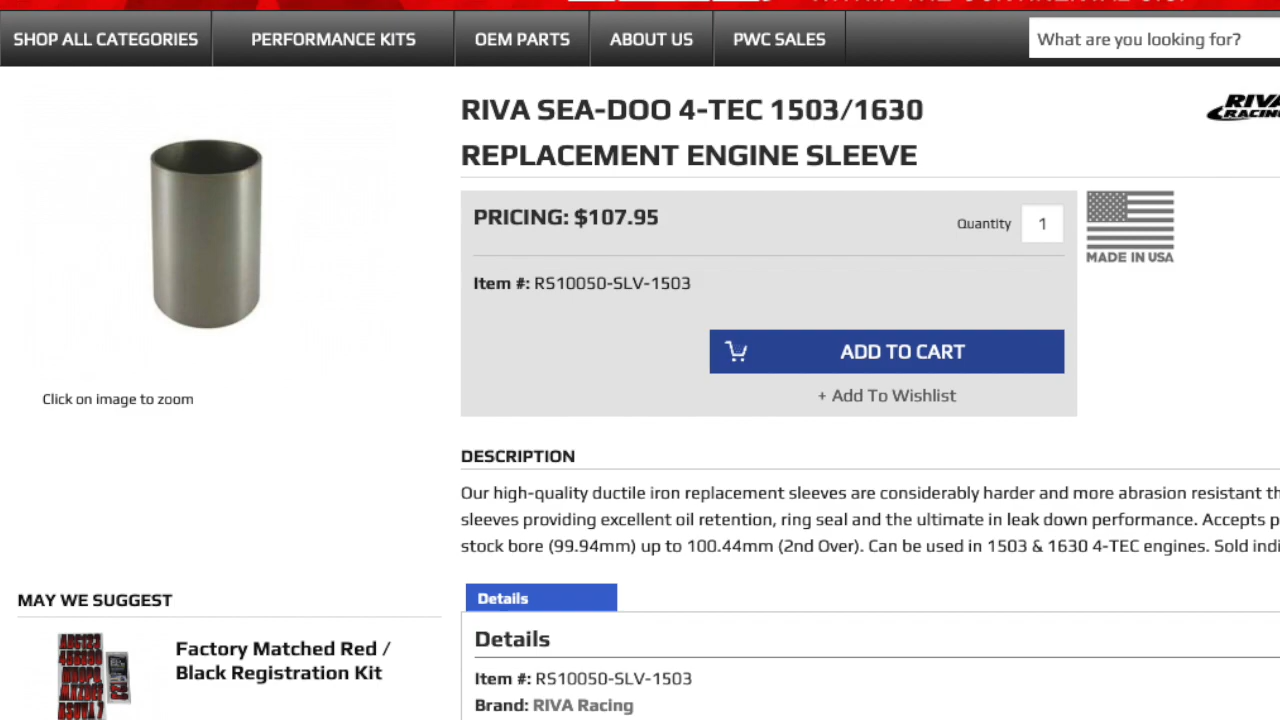 SHOP ALL CATEGORIES
PERFORMANCE KITS
OEM PARTS
ABOUT US
PWC SALES
What are you looking for?
RIVA SEA-DOO 4-TEC 1503/1630
REPLACEMENT ENGINE SLEEVE
RIVA
RACING
PRICING: $107.95
Quantity
1
MADE IN USA
Item #: RS10050-SLV-1503
ADD TO CART
+ Add To Wishlist
Click on image to zoom
DESCRIPTION
Our high-quality ductile iron replacement sleeves are considerably harder and more abrasion resistant
sleeves providing excellent oil retention, ring seal and the ultimate in leak down performance. Accepts
stock bore (99.94mm) up to 100.44mm (2nd Over). Can be used in 1503 & 1630 4-TEC engines. Sold
MAY WE SUGGEST
Factory Matched Red /
Black Registration Kit
Details
Details
Item #: RS10050-SLV-1503
Brand: RIVA Racing